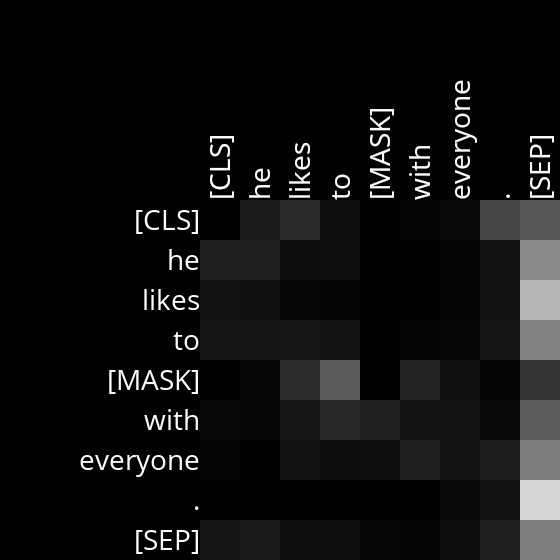 [CLS] he likes to [MASK] with everyone . [SEP]
[CLS]
he
likes
to
[MASK]
with
everyone
.
[SEP]